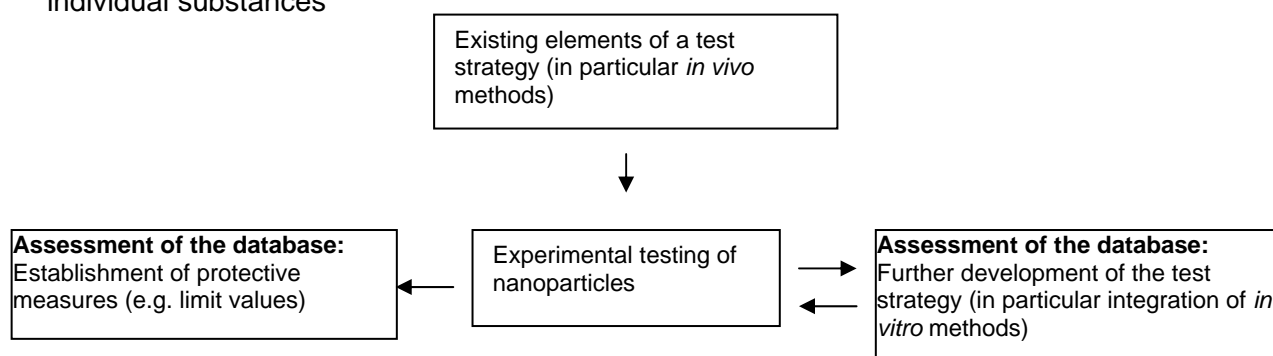 individual substances
Existing elements of a test
strategy (in particular in vivo
methods)
Assessment of the database:
Establishment of protective
measures (e.g. limit values)
Experimental testing of
nanoparticles
Assessment of the database:
Further development of the test
strategy (in particular integration of in
vitro methods)